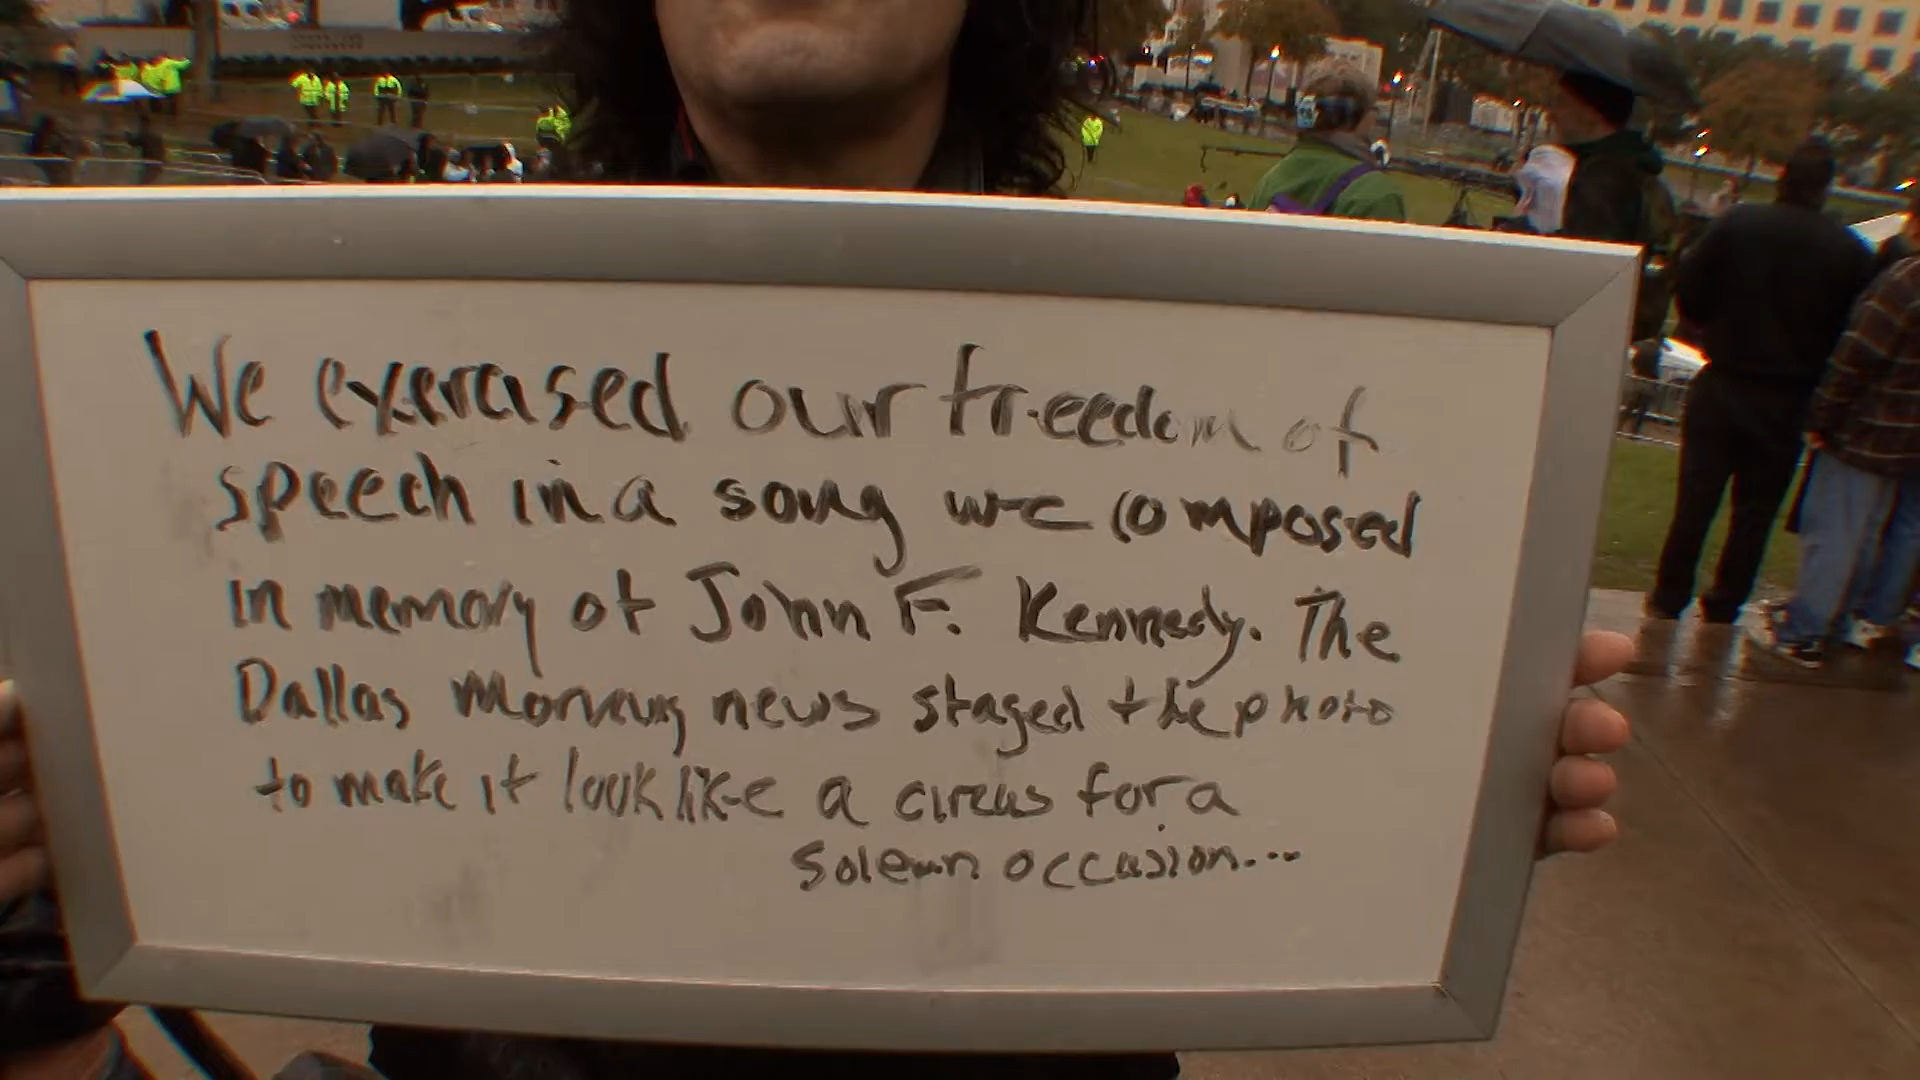 We exercised our freedom of
speech in a song we composed
in memory of John F. Kennedy. The
Dallas Morning news staged the photo
to make it look like a circus for a
solemn occasion...